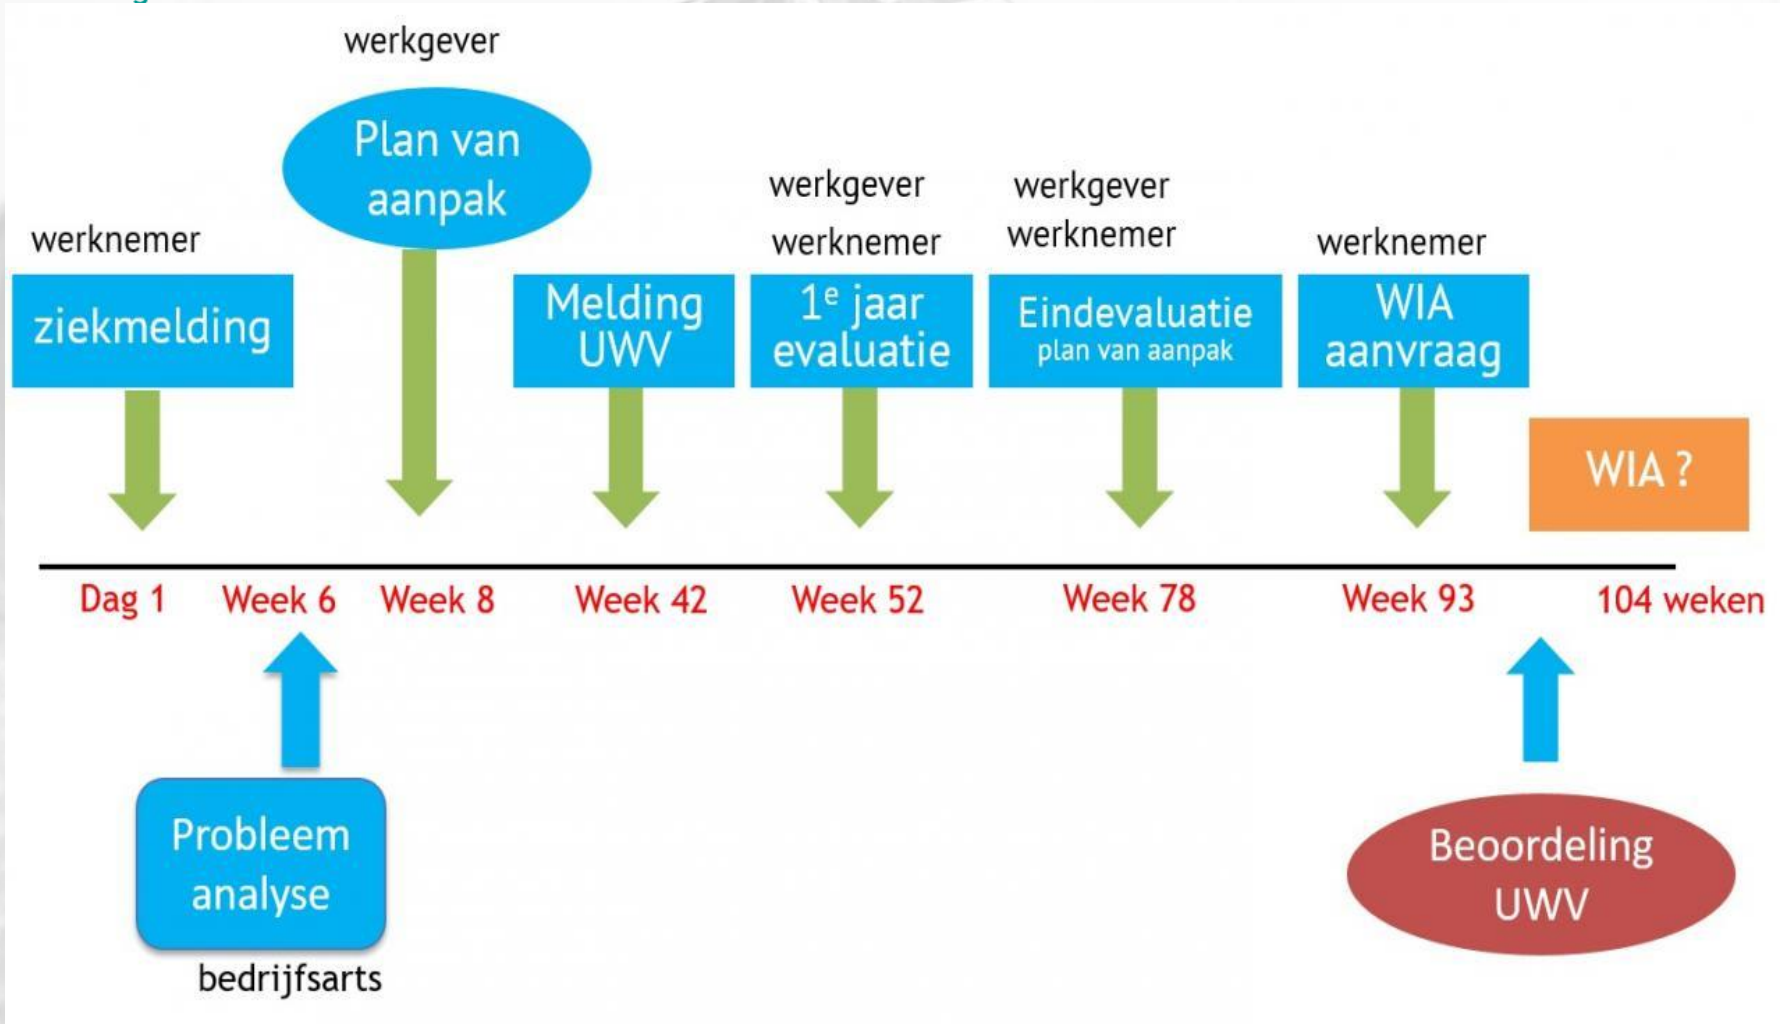 werkgever
Plan van
aanpak
werknemer
ziekmelding
Melding
UWV
werkgever
werknemer
1e jaar
evaluatie
werkgever
werknemer
Eindevaluatie
plan van aanpak
werknemer
WIA
aanvraag
WIA ?
Dag 1
Week 6
Week 8
Week 42
Week 52
Week 78
Week 93
104 weken
Probleem
analyse
bedrijfsarts
Beoordeling
UWV